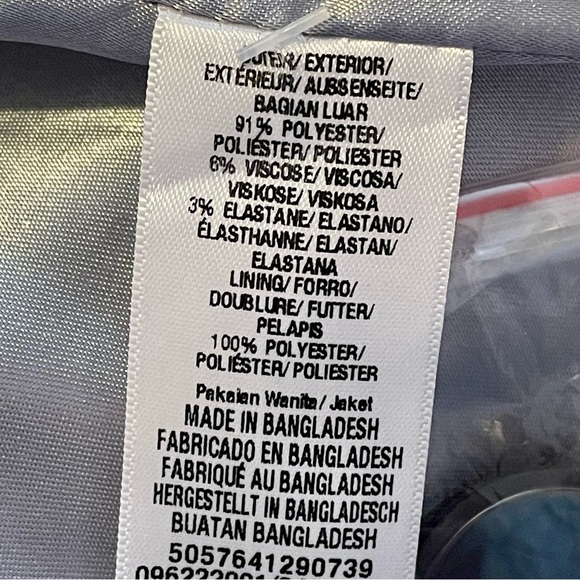 OUTER/ EXTERIOR/
EXTÉRIEUR/ AUSSENSEITE/
BAGIAN LUAR
91% POLYESTER/
POLIÉSTER/ POLIESTER
6% VISCOSE/ VISCOSA/
VISKOSE/ VISKOSA
3% ELASTANE/ ELASTANO/
ÉLASTHANNE/ ELASTAN/
ELASTANA
LINING/ FORRO/
DOUBLURE/ FUTTER/
PELAPIS
100% POLYESTER/
POLIÉSTER/ POLIESTER
Pakaian Wanita/ Jaket
MADE IN BANGLADESH
FABRICADO EN BANGLADESH
FABRIQUÉ AU BANGLADESH
HERGESTELLT IN BANGLADESCH
BUATAN BANGLADESH
5057641290739